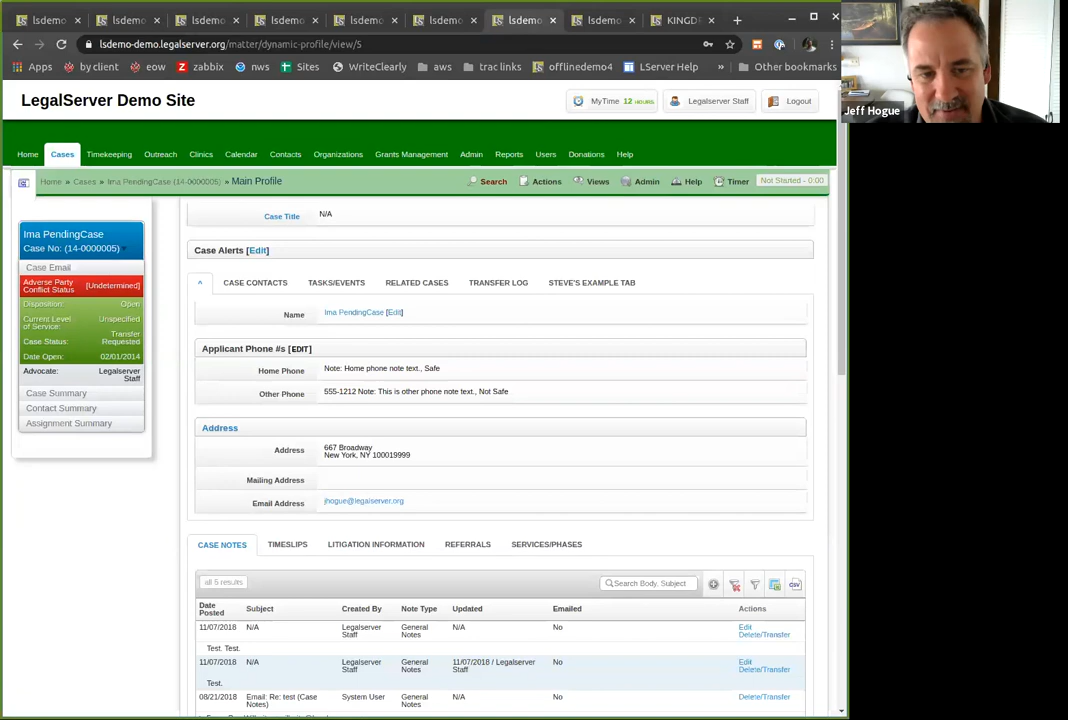 lsdemo
lsdemo
lsdemo
lsdemo
lsdemo
lsdemo
lsdemo
lsdemo
KINGD
lsdemo-demo.legalserver.org/matter/dynamic-profile/view/5
Apps by client eow zabbix nws Sites WriteClearly aws trac links offlinedemo4 LServer Help » Other bookmarks
LegalServer Demo Site
MyTime 12 HOURS Legalserver Staff Logout
Jeff Hogue
Home Cases Timekeeping Outreach Clinics Calendar Contacts Organizations Grants Management Admin Reports Users Donations Help
Home » Cases » Ima PendingCase (14-0000005) » Main Profile
Search Actions Views Admin Help Timer Not Started - 0:00
Ima PendingCase
Case No: (14-0000005)
Case Email
Adverse Party
Conflict Status [Undetermined]
Disposition: Open
Current Level
of Service: Unspecified
Case Status: Transfer
Requested
Date Open: 02/01/2014
Advocate: Legalserver
Staff
Case Summary
Contact Summary
Assignment Summary
Case Title N/A
Case Alerts [Edit]
^ CASE CONTACTS TASKS/EVENTS RELATED CASES TRANSFER LOG STEVE'S EXAMPLE TAB
Name Ima PendingCase [Edit]
Applicant Phone #s [EDIT]
Home Phone Note: Home phone note text., Safe
Other Phone 555-1212 Note: This is other phone note text., Not Safe
Address
Address 667 Broadway
New York, NY 100019999
Mailing Address
Email Address jhogue@legalserver.org
CASE NOTES TIMESLIPS LITIGATION INFORMATION REFERRALS SERVICES/PHASES
all 5 results Search Body, Subject CSV
Date
Posted Subject Created By Note Type Updated Emailed Actions
11/07/2018 N/A Legalserver
Staff General
Notes N/A No Edit
Delete/Transfer
Test. Test.
11/07/2018 N/A Legalserver
Staff General
Notes 11/07/2018 / Legalserver
Staff No Edit
Delete/Transfer
Test.
08/21/2018 Email: Re: test (Case
Notes) System User General
Notes N/A No Delete/Transfer